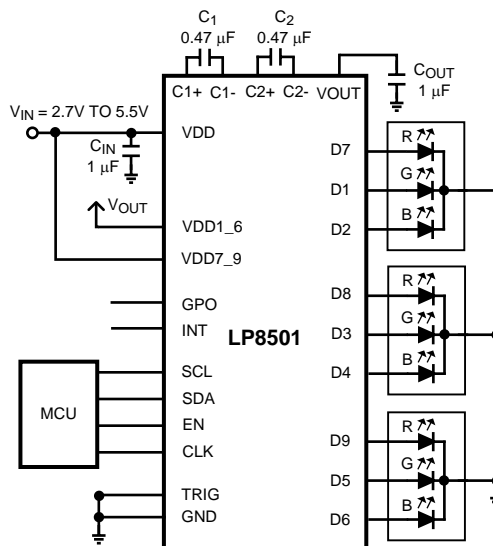 C1 C2
0.47 µF 0.47 µF
COUT
1 µF
C1+ C1- C2+ C2- VOUT
VIN = 2.7V TO 5.5V
VDD
CIN
1 µF
VOUT
VDD1_6
VDD7_9
GPO
INT
LP8501
MCU
SCL
SDA
EN
CLK
TRIG
GND
D7 R
D1 G
D2 B
D8 R
D3 G
D4 B
D9 R
D5 G
D6 B